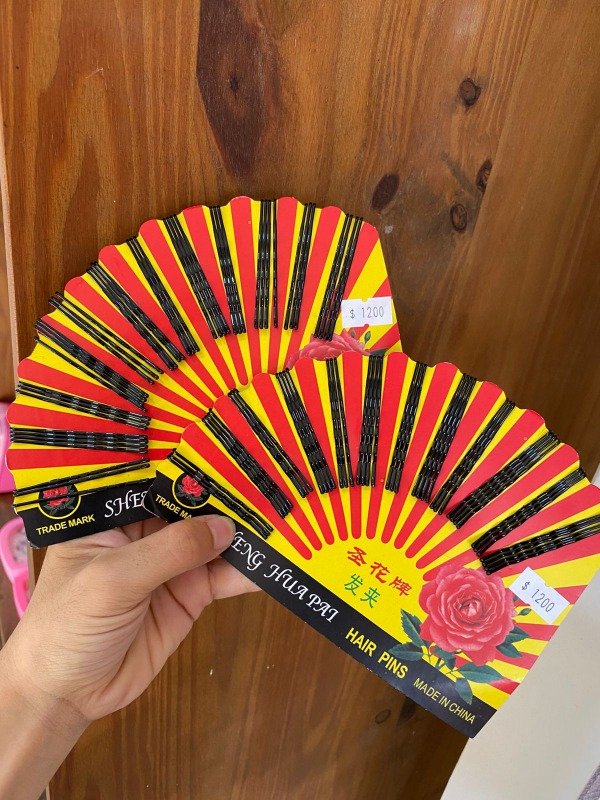 $ 1200
TRADE MARK
SHE
TRADE MA
ENG HUA PAI
圣花牌
发夹
HAIR PINS
MADE IN CHINA
$ 1200